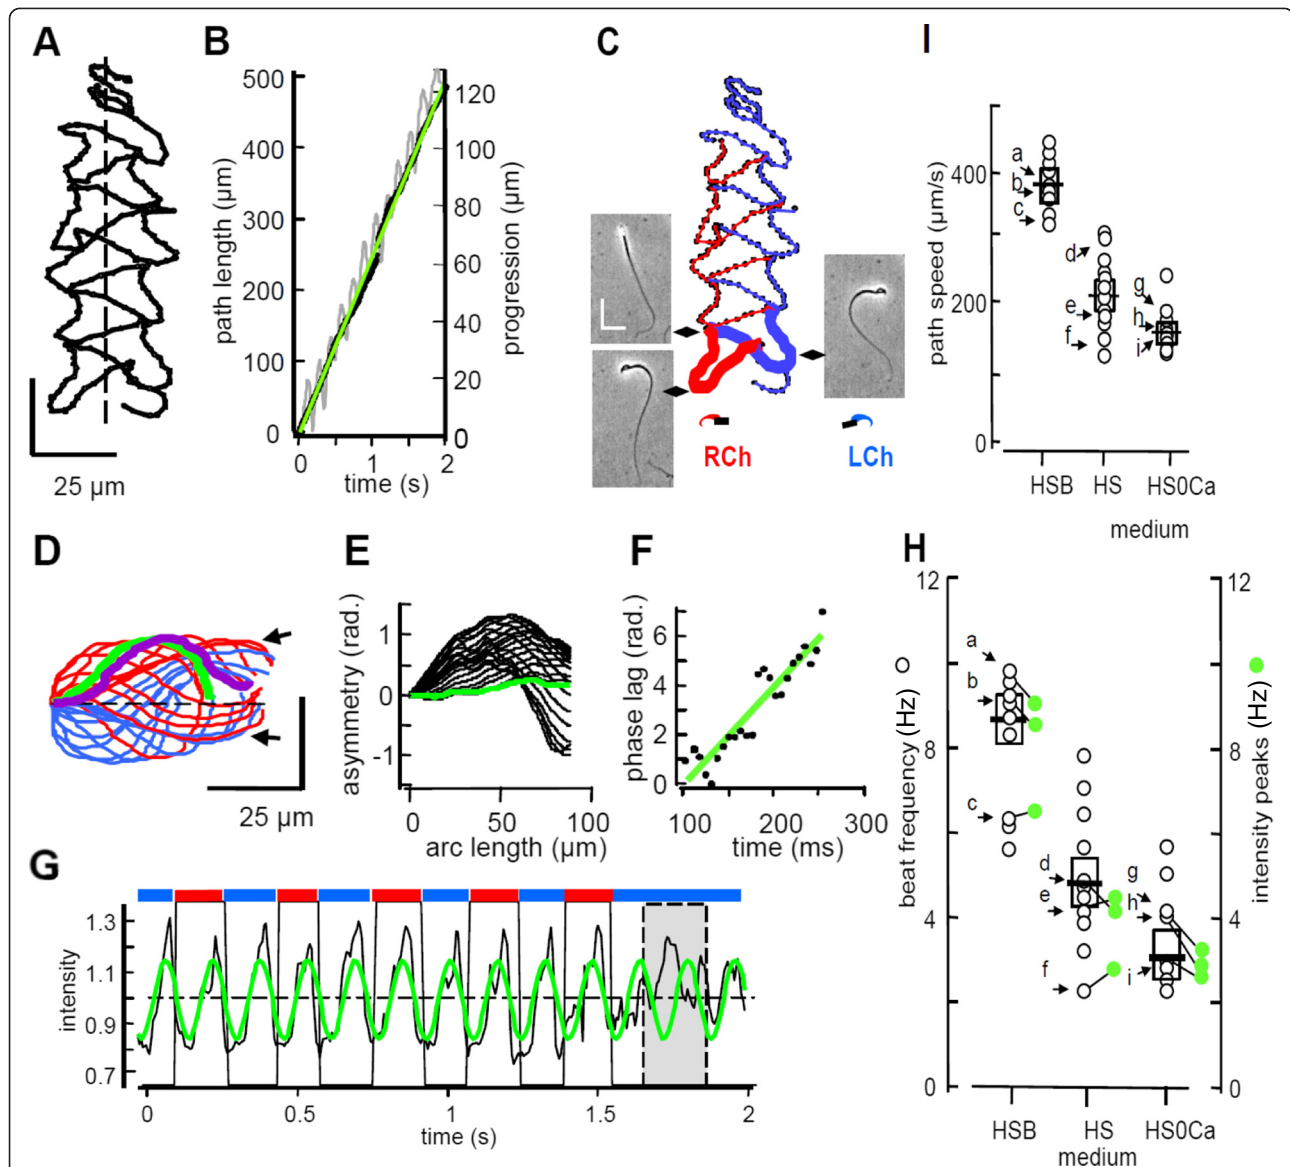 A
25 µm
B
500
400
300
200
100
0
path length (µm)
120
100
80
60
40
20
0
progression (µm)
0 1 2
time (s)
C
RCh
LCh
I
path speed (µm/s)
400
200
0
a
b
c
d
e
f
g
h
i
HSB HS HS0Ca
medium
D
25 µm
E
asymmetry (rad.)
1
0
-1
0 50 100
arc length (µm)
F
phase lag (rad.)
6
4
2
0
100 200 300
time (ms)
G
intensity
1.3
1.1
0.9
0.7
0 0.5 1 1.5 2
time (s)
H
beat frequency (Hz)
12
8
4
0
a
b
c
d
e
f
g
h
i
12
8
4
0
intensity peaks (Hz)
HSB HS HS0Ca
medium